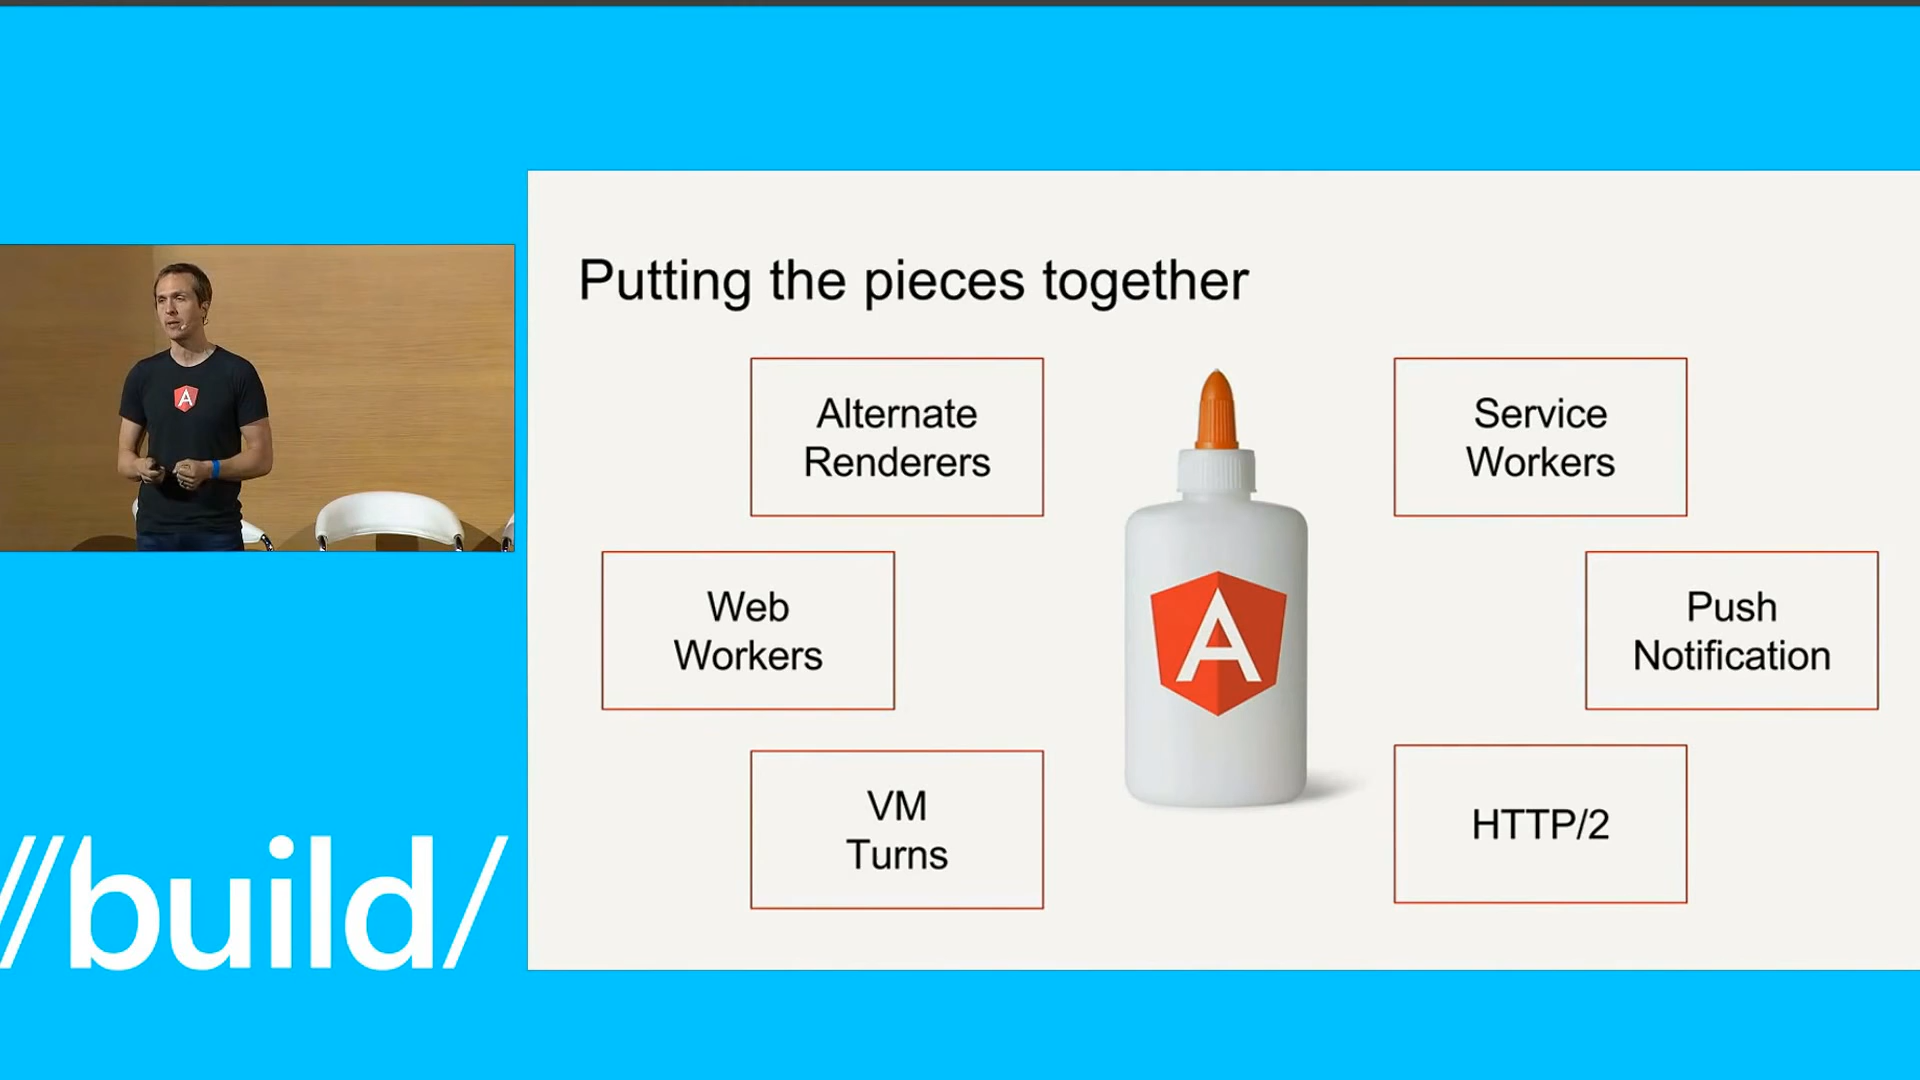 Putting the pieces together
Alternate
Renderers
Service
Workers
Web
Workers
Push
Notification
VM
Turns
HTTP/2
A
A
//build/